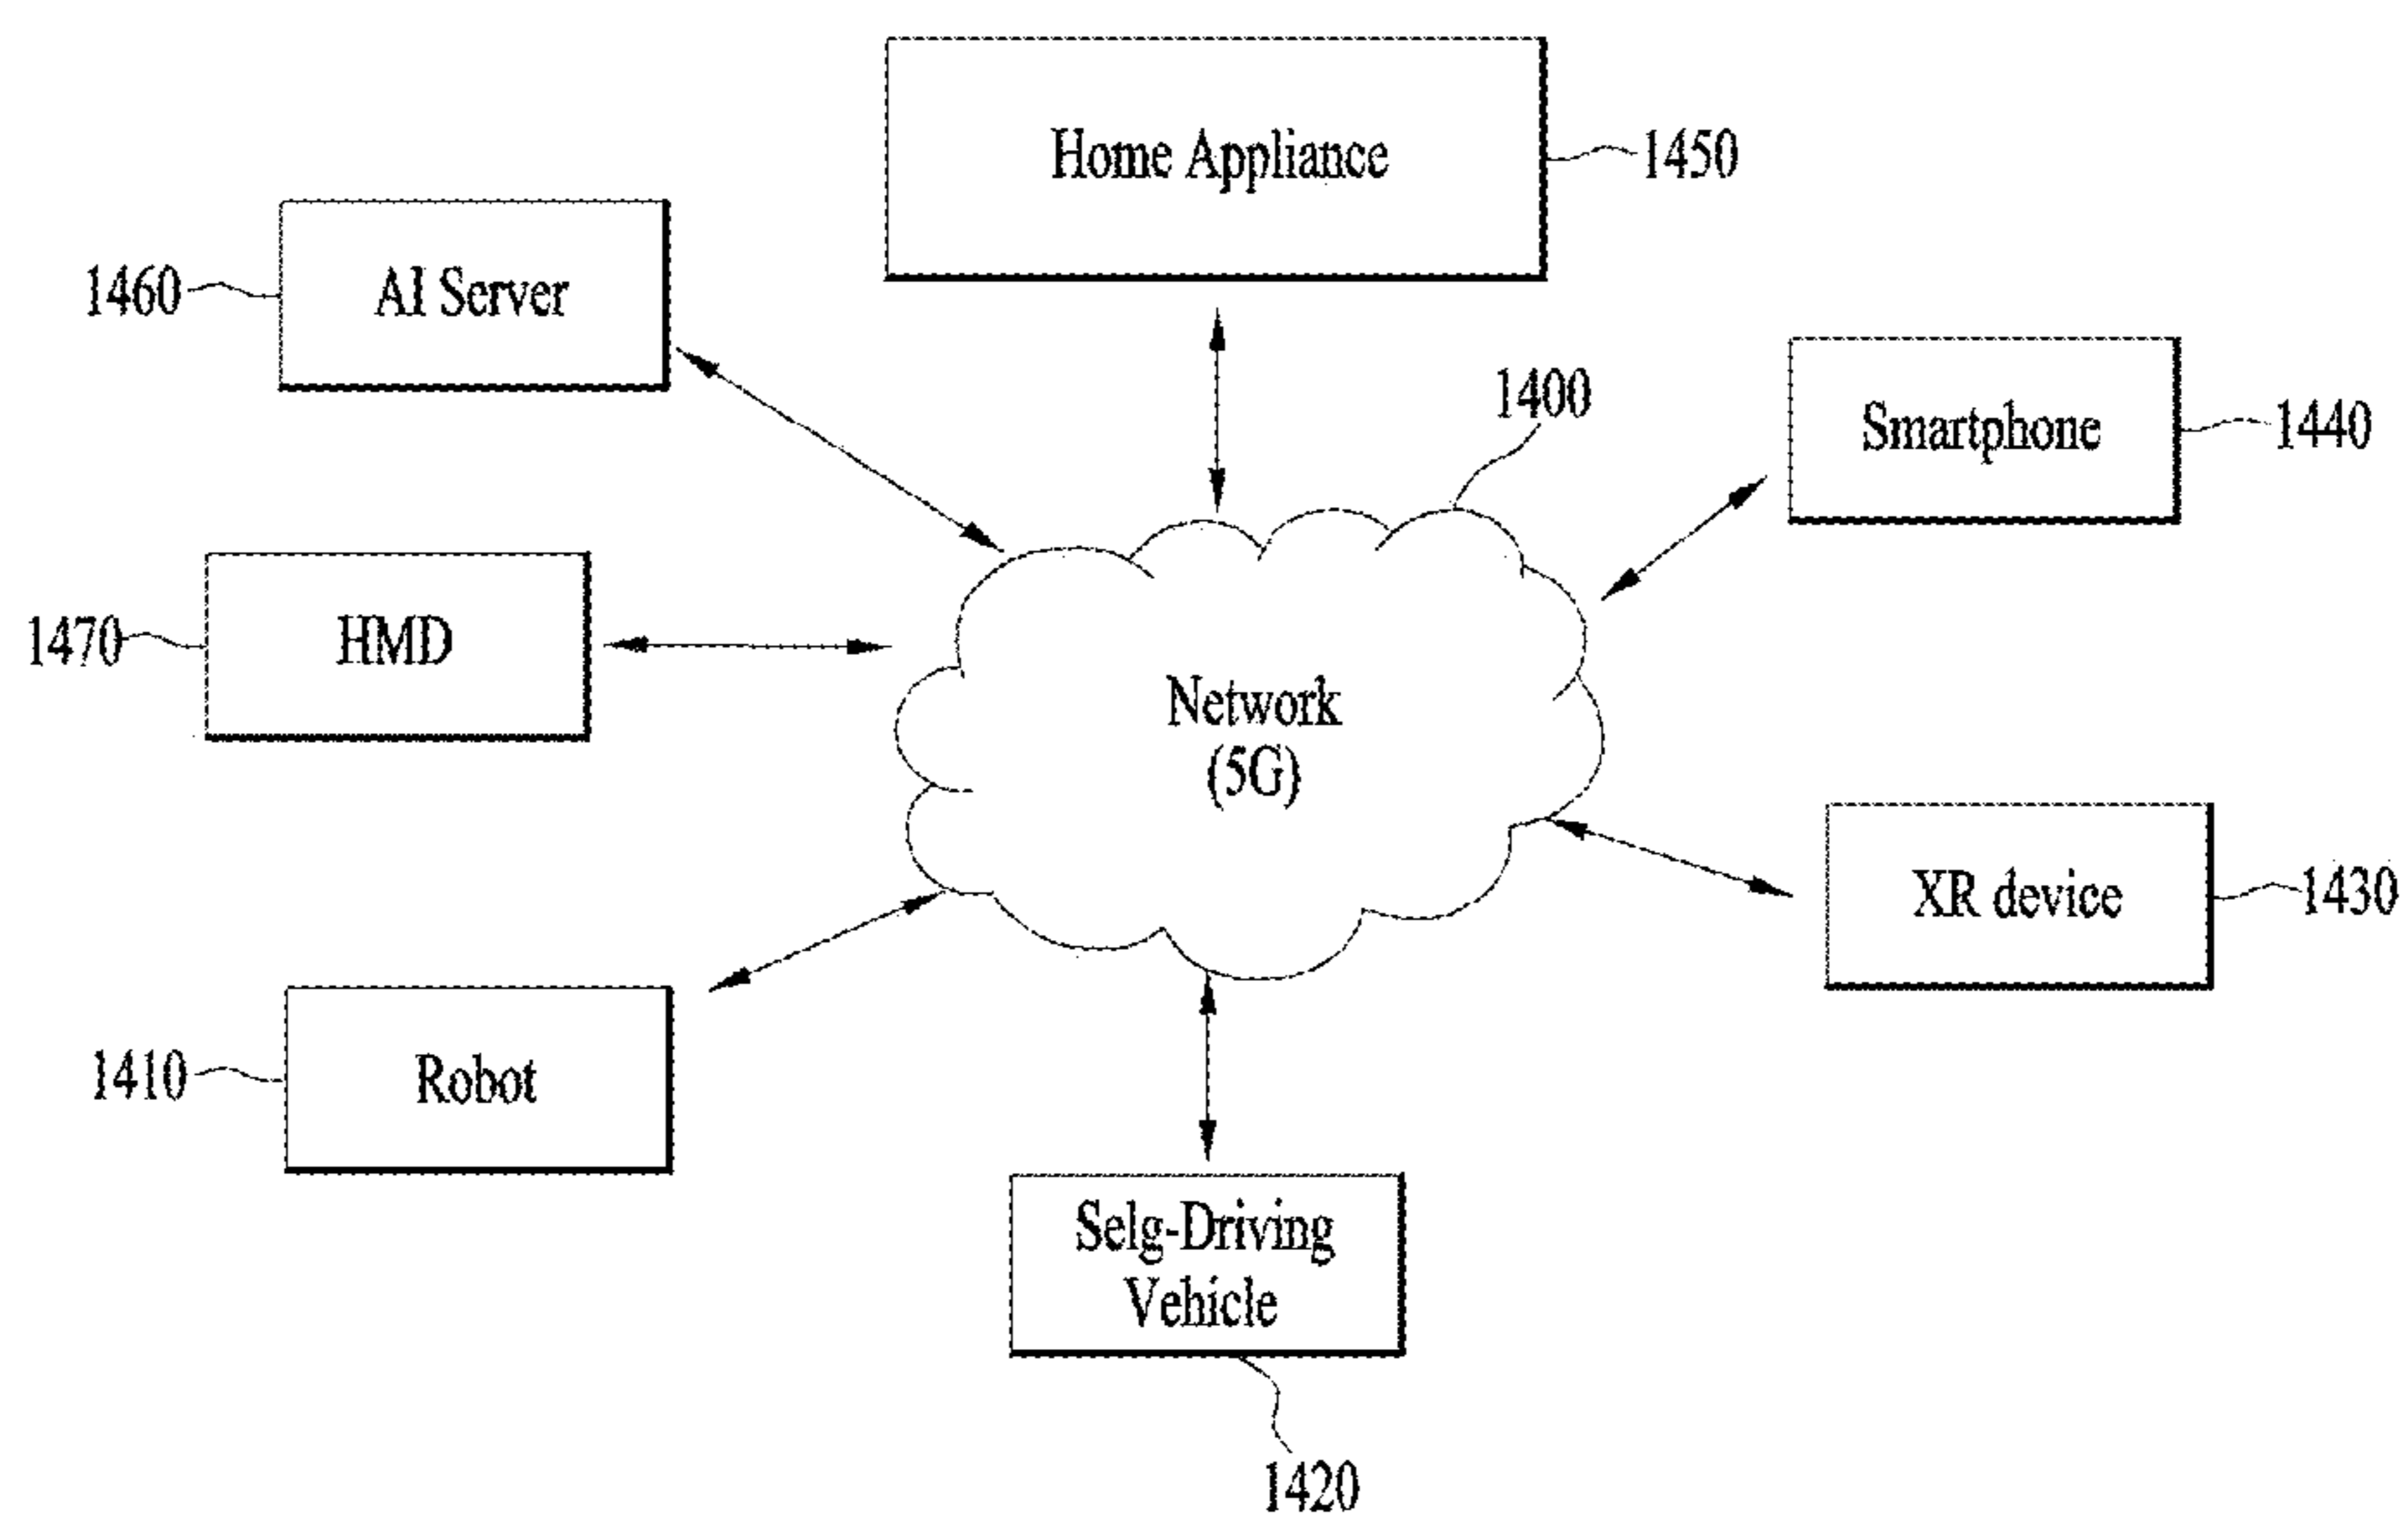 Home Appliance
1450
AI Server
1460
1400
Smartphone
1440
HMD
1470
Network
(5G)
XR device
1430
Robot
1410
Selg-Driving
Vehicle
1420